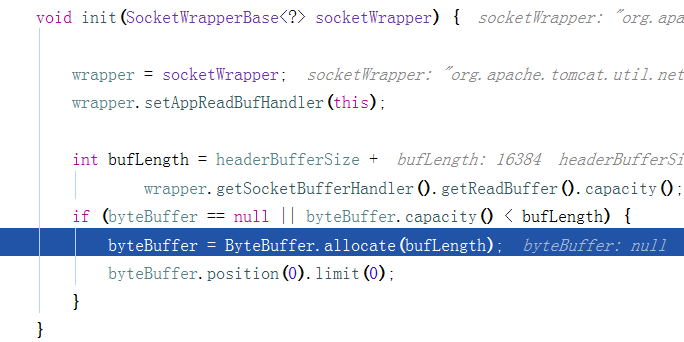 void init(SocketWrapperBase<?> socketWrapper) { socketWrapper: "org.apa
wrapper = socketWrapper; socketWrapper: "org.apache.tomcat.util.net
wrapper.setAppReadBufHandler(this);
int bufLength = headerBufferSize + bufLength: 16384 headerBufferSi
wrapper.getSocketBufferHandler().getReadBuffer().capacity();
if (byteBuffer == null || byteBuffer.capacity() < bufLength) {
byteBuffer = ByteBuffer.allocate(bufLength); byteBuffer: null
byteBuffer.position(0).limit(0);
}
}